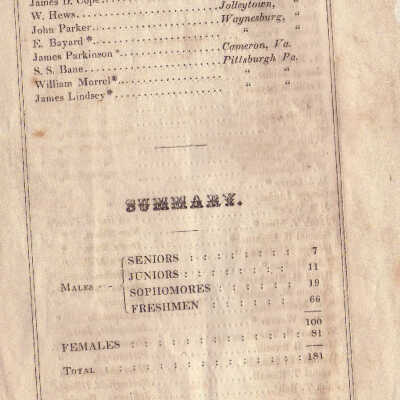 James D. Cope
W. Hews Jolleytown, "
John Parker Waynesburg, "
E. Bayard* " "
James Parkinson* Cameron, Va.
S. S. Bane Pittsburgh Pa.
William Morrel* " "
James Lindsey* " "
SUMMARY.
MALES
SENIORS : : : : : : : 7
JUNIORS : : : : : : : 11
SOPHOMORES : : : : : 19
FRESHMEN : : : : : : 66
100
FEMALES : : : : : : : : 81
TOTAL : : : : : : : : : 181